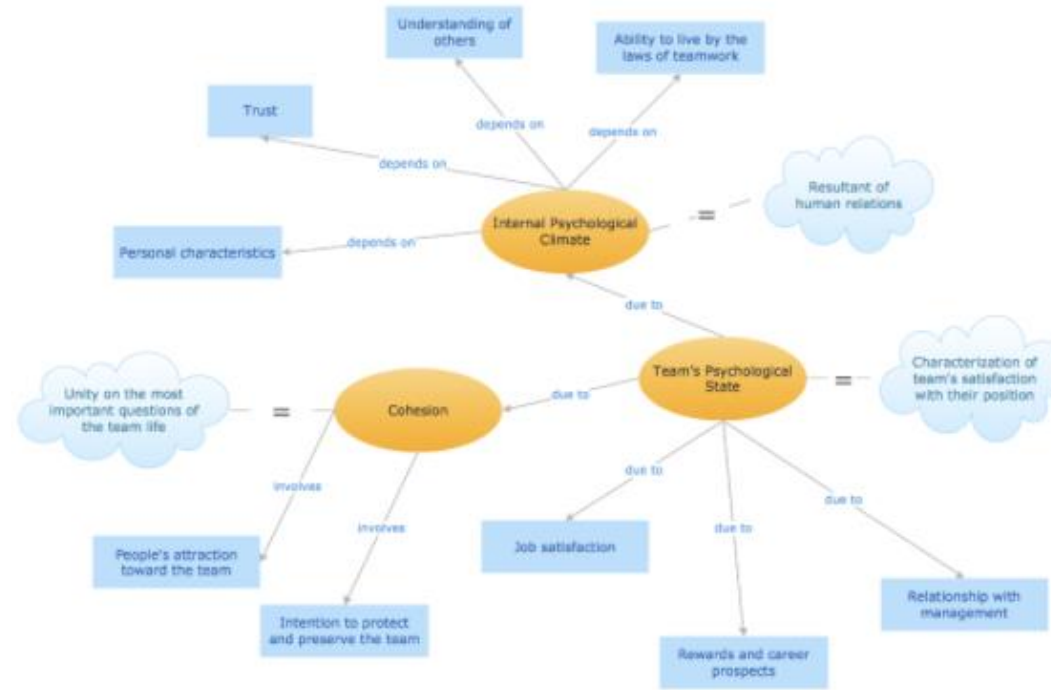 Understanding of
others
Ability to live by the
laws of teamwork
Trust
depends on
depends on
depends on
Resultant of
human relations
=
Internal Psychological
Climate
depends on
Personal characteristics
due to
Characterization of
team's satisfaction
with their position
=
Team's Psychological
State
Unity on the most
important questions of
the team life
=
Cohesion
due to
due to
involves
due to
involves
due to
Job satisfaction
People's attraction
toward the team
Relationship with
management
Intention to protect
and preserve the team
Rewards and career
prospects